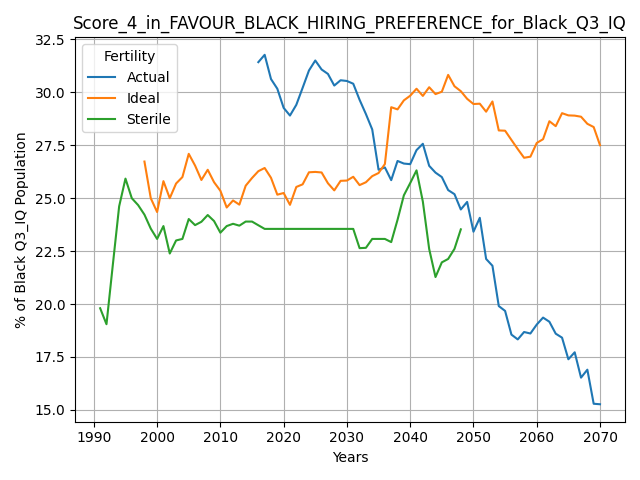 Score_4_in_FAVOUR_BLACK_HIRING_PREFERENCE_for_Black_Q3_IQ
% of Black Q3_IQ Population
32.5
30.0
27.5
25.0
22.5
20.0
17.5
15.0
Fertility
Actual
Ideal
Sterile
1990 2000 2010 2020 2030 2040 2050 2060 2070
Years